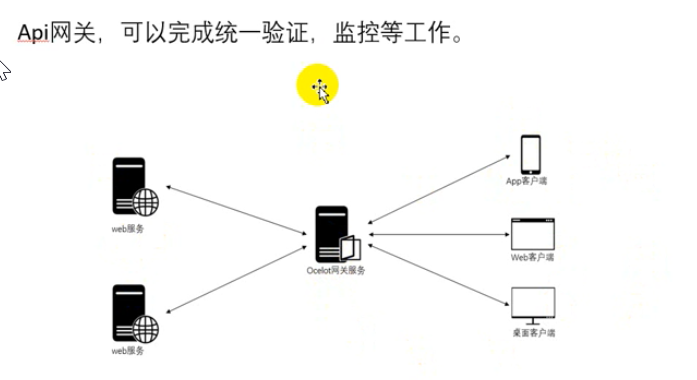 Api网关，可以完成统一验证，监控等工作。
App客户端
web服务
Web客户端
Ocelot网关服务
桌面客户端
web服务